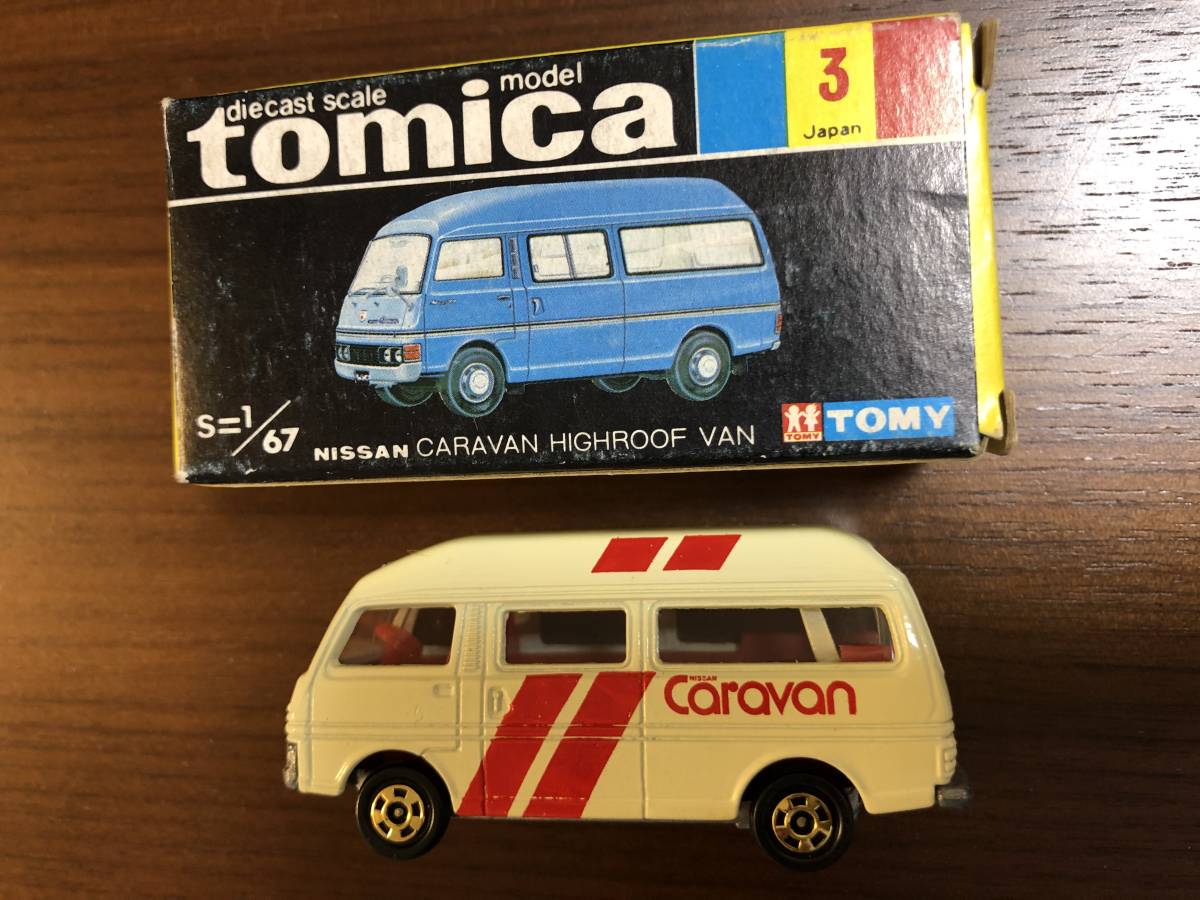 diecast scale model
tomica
3
Japan
S=1/67
NISSAN CARAVAN HIGHROOF VAN
TOMY
TOMY
NISSAN
Caravan